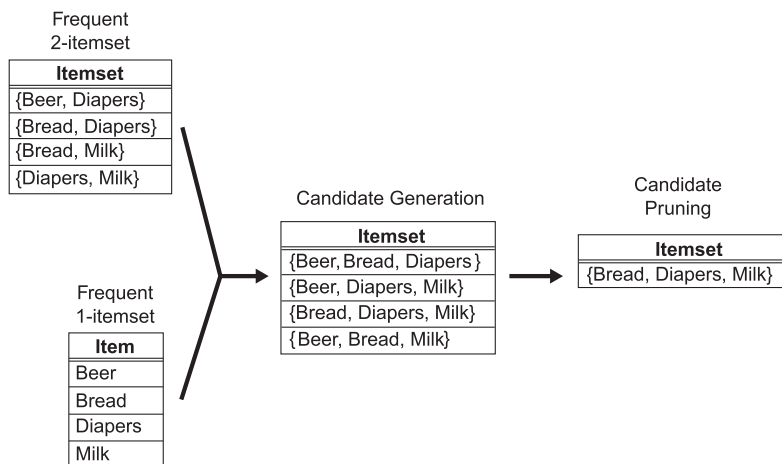 Frequent
2-itemset
Itemset
{Beer, Diapers}
{Bread, Diapers}
{Bread, Milk}
{Diapers, Milk}
Frequent
1-itemset
Item
Beer
Bread
Diapers
Milk
Candidate Generation
Itemset
{Beer, Bread, Diapers}
{Beer, Diapers, Milk}
{Bread, Diapers, Milk}
{Beer, Bread, Milk}
Candidate
Pruning
Itemset
{Bread, Diapers, Milk}